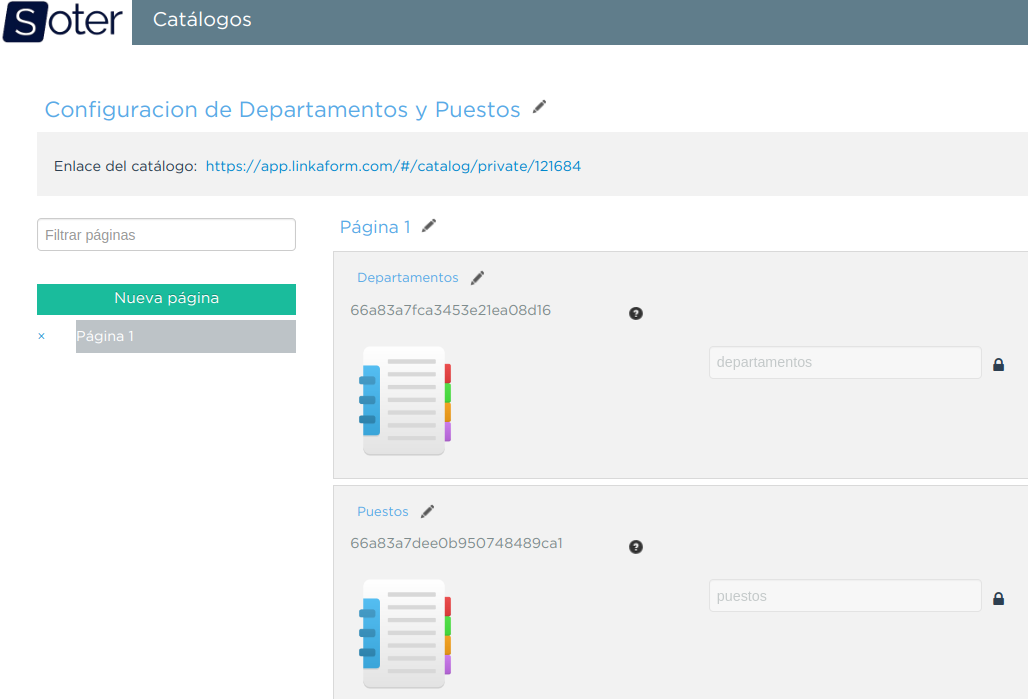 Soter
Catálogos
Configuracion de Departamentos y Puestos
Enlace del catálogo: https://app.linkaform.com/#/catalog/private/121684
Filtrar páginas
Nueva página
× Página 1
Página 1
Departamentos
66a83a7fca3453e21ea08d16
?
departamentos
Puestos
66a83a7dee0b950748489ca1
?
puestos